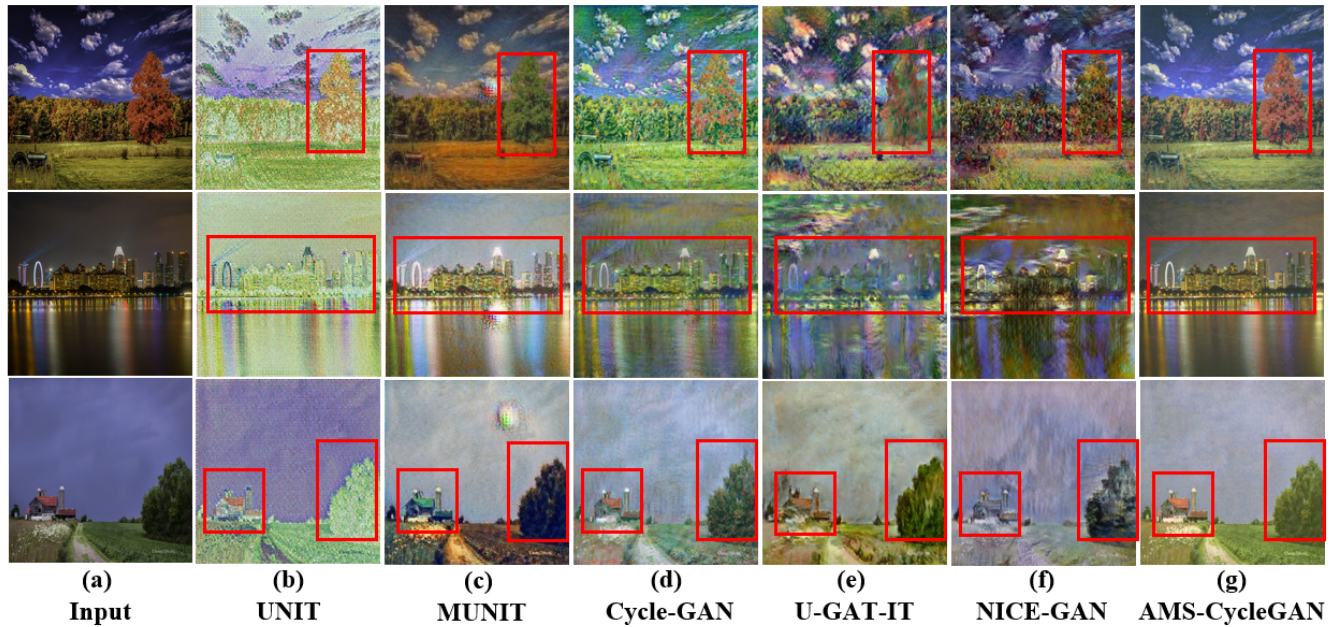 (a) (b) (c) (d) (e) (f) (g)
Input UNIT MUNIT Cycle-GAN U-GAT-IT NICE-GAN AMS-CycleGAN